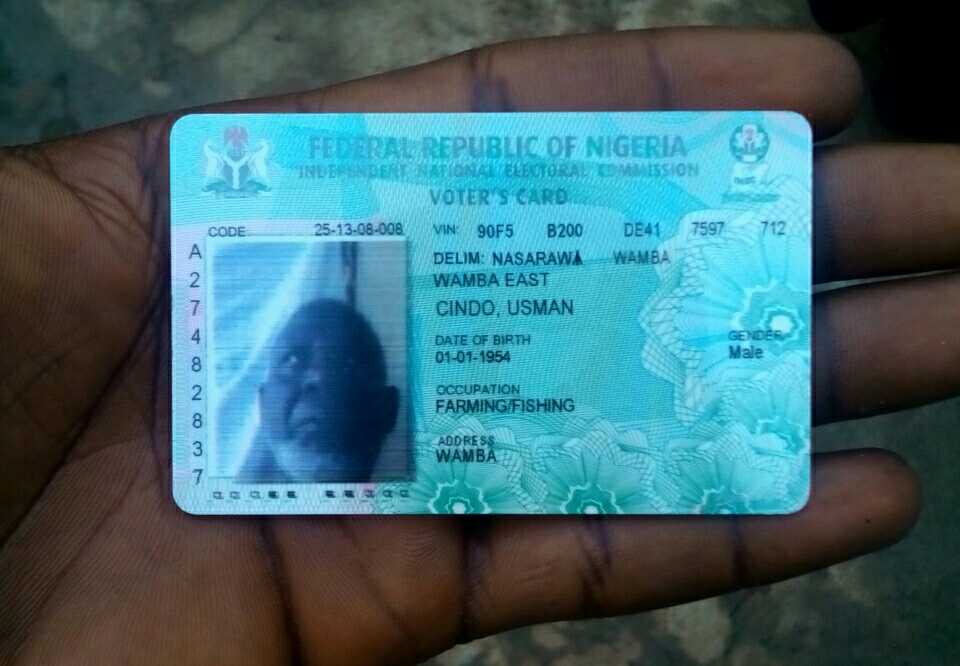 FEDERAL REPUBLIC OF NIGERIA
INDEPENDENT NATIONAL ELECTORAL COMMISSION
VOTER'S CARD
CODE: 25-13-08-008
VIN: 90F5 B200 DE41 7597 712
DELIM: NASARAWA WAMBA
WAMBA EAST
CINDO, USMAN
DATE OF BIRTH
01-01-1954
GENDER
Male
OCCUPATION
FARMING/FISHING
ADDRESS
WAMBA
A
2
7
4
8
2
8
3
7